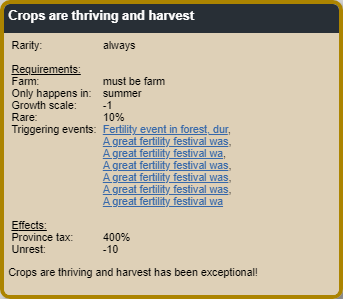 Crops are thriving and harvest
Rarity: always
Requirements:
Farm: must be farm
Only happens in: summer
Growth scale: -1
Rare: 10%
Triggering events: Fertility event in forest, dur,
A great fertility festival was,
A great fertility festival wa,
A great fertility festival was,
A great fertility festival was,
A great fertility festival was,
A great fertility festival wa
Effects:
Province tax: 400%
Unrest: -10
Crops are thriving and harvest has been exceptional!